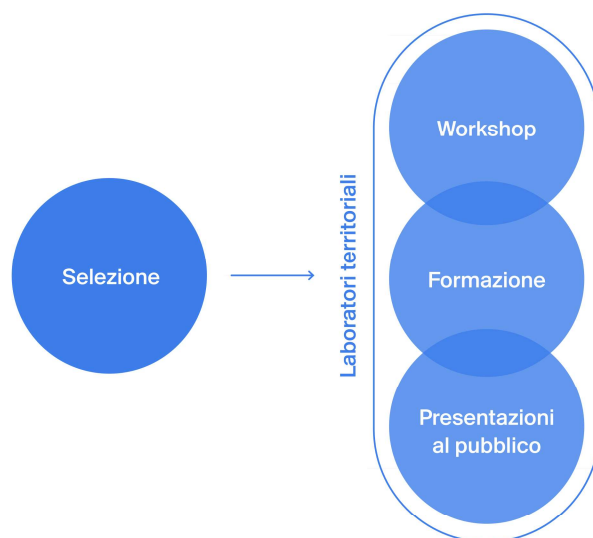 Selezione
Laboratori territoriali
Workshop
Formazione
Presentazioni
al pubblico